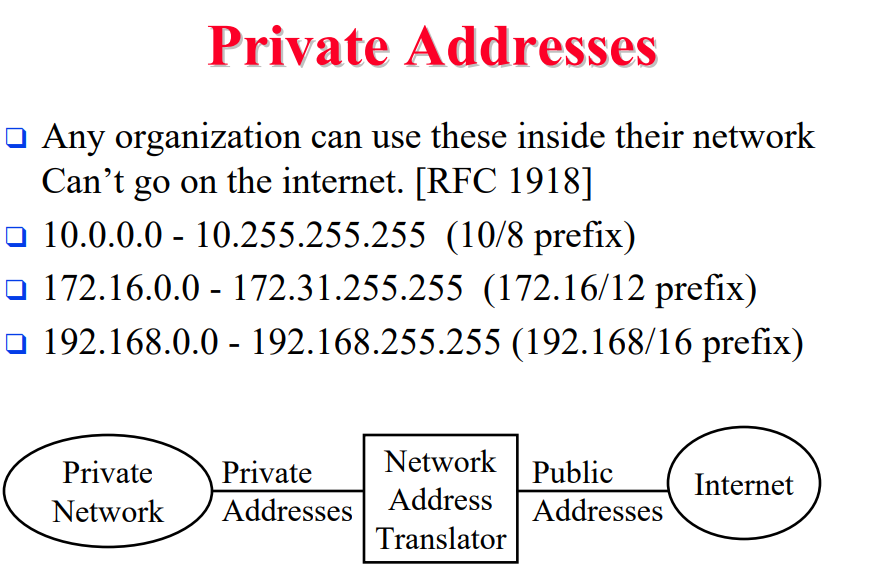 Private Addresses
Any organization can use these inside their network
Can’t go on the internet. [RFC 1918]
10.0.0.0 - 10.255.255.255 (10/8 prefix)
172.16.0.0 - 172.31.255.255 (172.16/12 prefix)
192.168.0.0 - 192.168.255.255 (192.168/16 prefix)
Private
Network
Private
Addresses
Network
Address
Translator
Public
Addresses
Internet